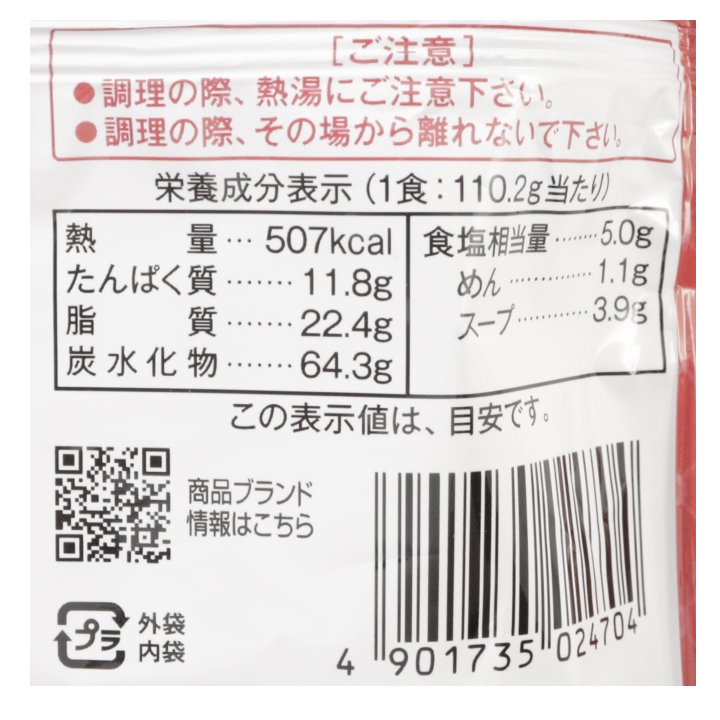 ［ご注意］
●調理の際、熱湯にご注意下さい。
●調理の際、その場から離れないで下さい。
栄養成分表示（1食：110.2g当たり）
熱量…507kcal
たんぱく質……11.8g
脂質……22.4g
炭水化物……64.3g
食塩相当量……5.0g
めん…………1.1g
スープ…………3.9g
この表示値は、目安です。
商品ブランド
情報はこちら
プラ
外袋
内袋
4 901735 024704